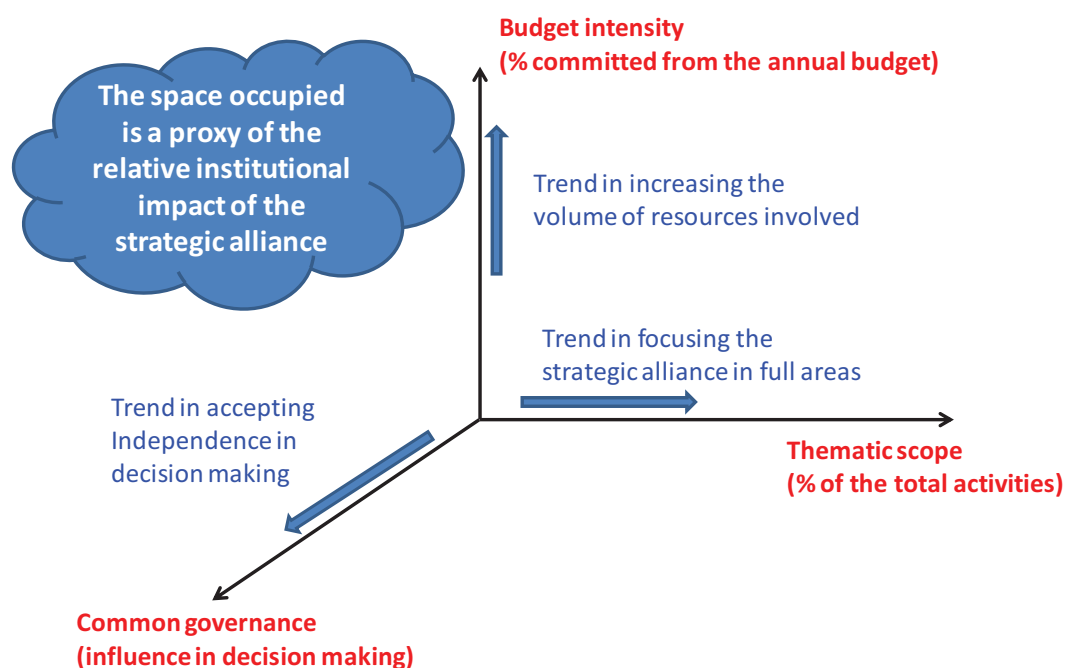 Budget intensity
(% committed from the annual budget)
The space occupied
is a proxy of the
relative institutional
impact of the
strategic alliance
Trend in increasing the
volume of resources involved
Trend in focusing the
strategic alliance in full areas
Trend in accepting
Independence in
decision making
Thematic scope
(% of the total activities)
Common governance
(influence in decision making)